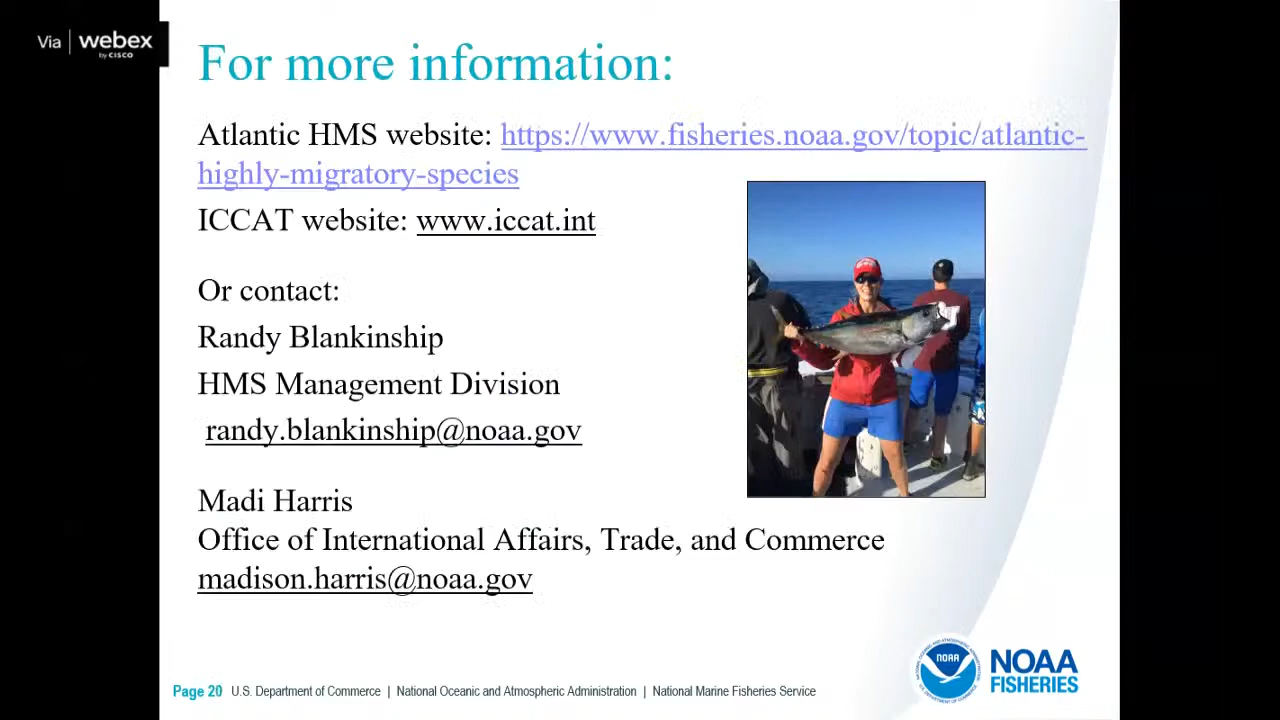 Via | webex
by CISCO
For more information:
Atlantic HMS website: https://www.fisheries.noaa.gov/topic/atlantic-
highly-migratory-species
ICCAT website: www.iccat.int
Or contact:
Randy Blankinship
HMS Management Division
randy.blankinship@noaa.gov
Madi Harris
Office of International Affairs, Trade, and Commerce
madison.harris@noaa.gov
NOAA
NOAA
FISHERIES
Page 20 U.S. Department of Commerce | National Oceanic and Atmospheric Administration | National Marine Fisheries Service